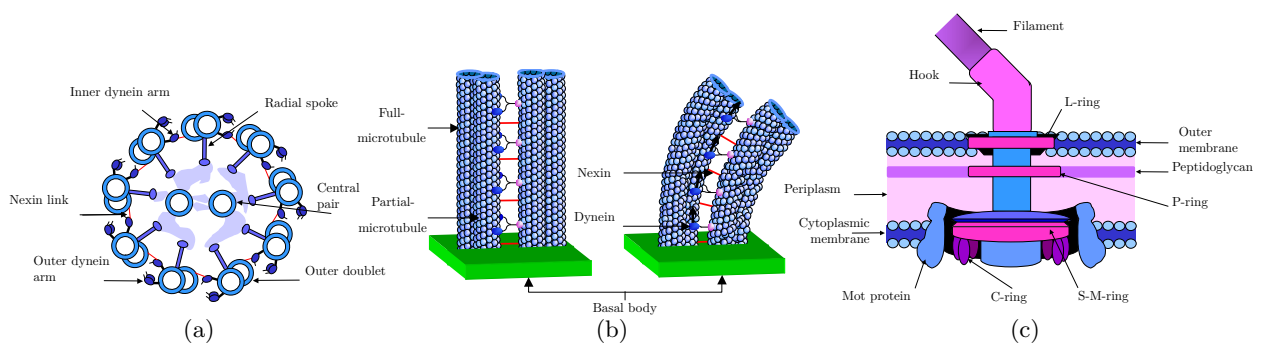 Inner dynein arm
Radial spoke
Nexin link
Central
pair
Outer dynein
arm
Outer doublet
(a)
Full-
microtubule
Partial-
microtubule
Nexin
Dynein
Basal body
(b)
Filament
Hook
L-ring
Outer
membrane
Peptidoglycan
Periplasm
P-ring
Cytoplasmic
membrane
Mot protein
C-ring
S-M-ring
(c)